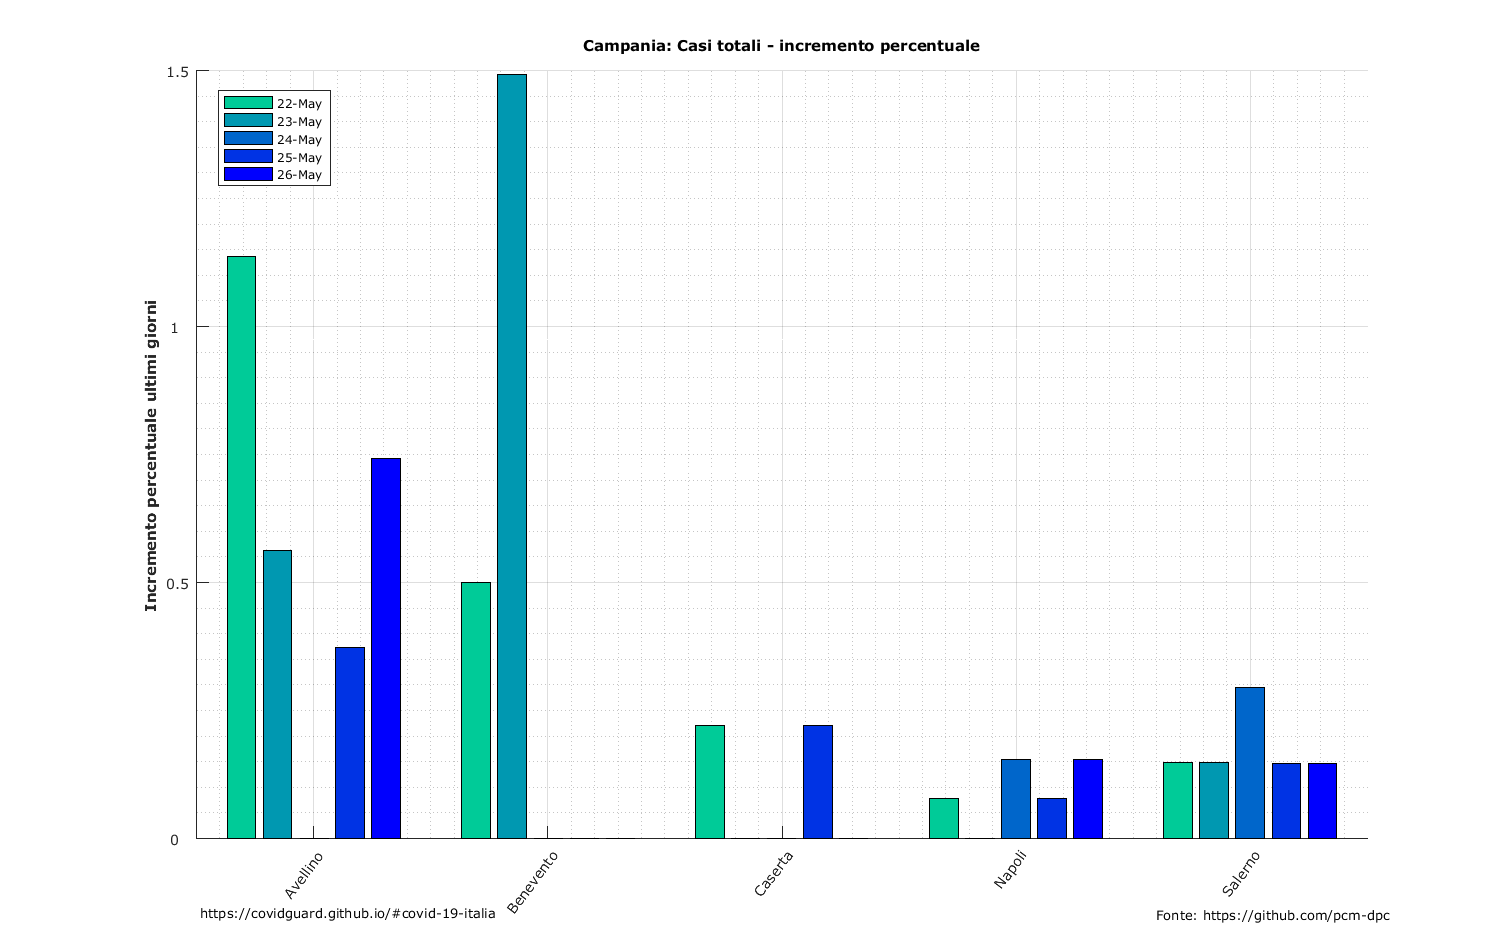 Campania: Casi totali - incremento percentuale
1.5
22-May
23-May
24-May
25-May
26-May
1
0.5
0
Incremento percentuale ultimi giorni
Avellino
Benevento
Caserta
Napoli
Salerno
https://covidguard.github.io/#covid-19-italia
Fonte: https://github.com/pcm-dpc